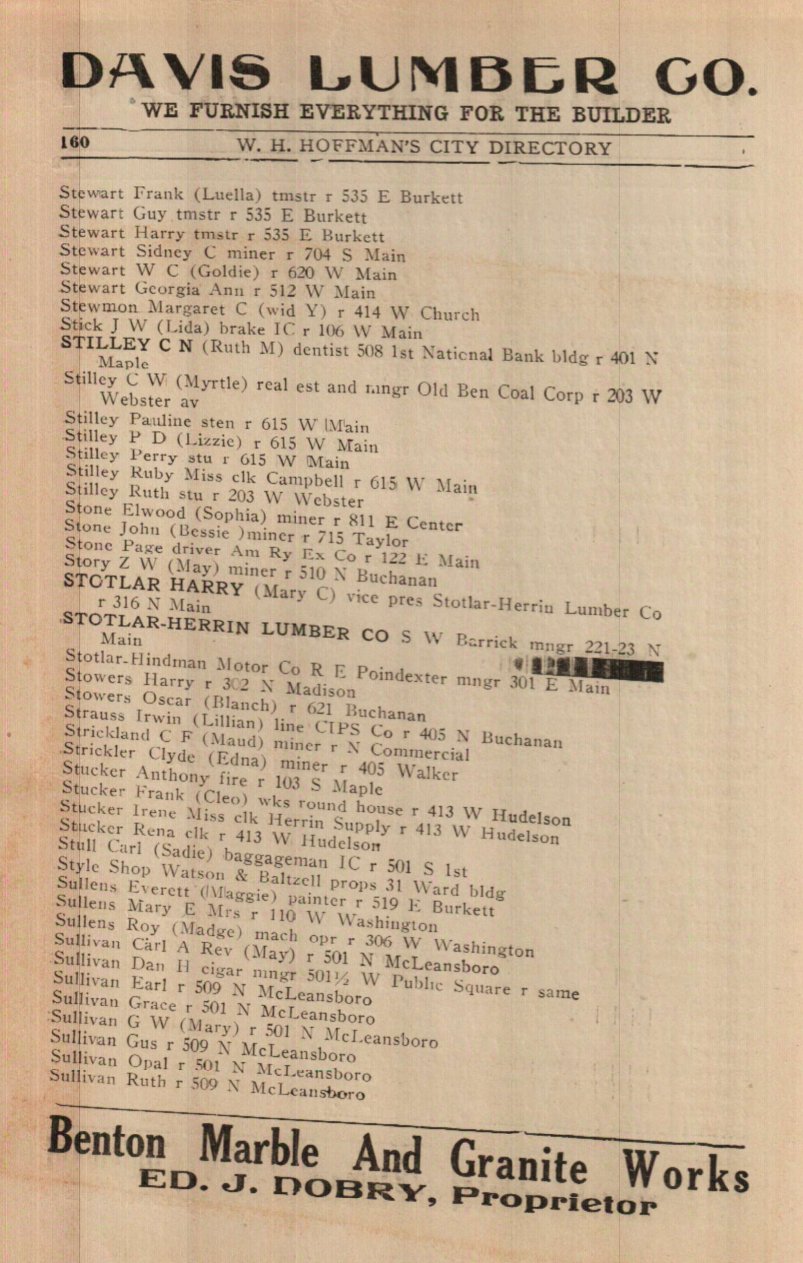 DAVIS LUMBER CO.
WE FURNISH EVERYTHING FOR THE BUILDER
160 W. H. HOFFMAN'S CITY DIRECTORY
Stewart Frank (Luella) tmstr r 535 E Burkett
Stewart Guy tmstr r 535 E Burkett
Stewart Harry tmstr r 535 E Burkett
Stewart Sidney C miner r 704 S Main
Stewart W C (Goldie) r 620 W Main
Stewart Georgia Ann r 512 W Main
Stewmon Margaret C (wid Y) r 414 W Church
Stick J W (Lida) brake IC r 106 W Main
STILLEY C N (Ruth M) dentist 508 1st National Bank bldg r 401 N
Maple
Stilley C W (Myrtle) real est and mngr Old Ben Coal Corp r 203 W
Webster av
Stilley Pauline sten r 615 W Main
Stilley P D (Lizzie) r 615 W Main
Stilley Perry stu r 615 W Main
Stilley Ruby Miss clk Campbell r 615 W Main
Stilley Ruth stu r 203 W Webster
Stone Elwood (Sophia) miner r 811 E Center
Stone John (Bessie )miner r 715 Taylor
Stone Page driver Am Ry Ex Co r 122 E Main
Story Z W (May) miner r 510 N Buchanan
STOTLAR HARRY (Mary C) vice pres Stotlar-Herrin Lumber Co
r 316 N Main
STOTLAR-HERRIN LUMBER CO S W Barrick mngr 221-23 N
Main
Stotlar-Hindman Motor Co R E Poindexter mngr 301 E Main
Stowers Harry r 302 N Madison
Stowers Oscar (Blanch) r 621 Buchanan
Strauss Irwin (Lillian) line CIPS Co r 405 N Buchanan
Strickland C F (Maud) miner r N Commercial
Strickler Clyde (Edna) miner r 405 Walker
Stucker Anthony fire r 103 S Maple
Stucker Frank (Cleo) wks round house r 413 W Hudelson
Stucker Irene Miss clk Herrin Supply r 413 W Hudelson
Stucker Rena clk r 413 W Hudelson
Stull Carl (Sadie) baggageman IC r 501 S 1st
Style Shop Watson & Baltzell props 31 Ward bldg
Sullens Everett (Maggie) painter r 519 E Burkett
Sullens Mary E Mrs r 110 W Washington
Sullens Roy (Madge) mach opr r 306 W Washington
Sullivan Carl A Rev (May) r 501 N McLeansboro
Sullivan Dan H cigar mngr 501½ W Public Square r same
Sullivan Earl r 509 N McLeansboro
Sullivan Grace r 501 N McLeansboro
Sullivan G W (Mary) r 501 N McLeansboro
Sullivan Gus r 509 N McLeansboro
Sullivan Opal r 501 N McLeansboro
Sullivan Ruth r 509 N McLeansboro
Benton Marble And Granite Works
ED. J. DOBRY, Proprietor